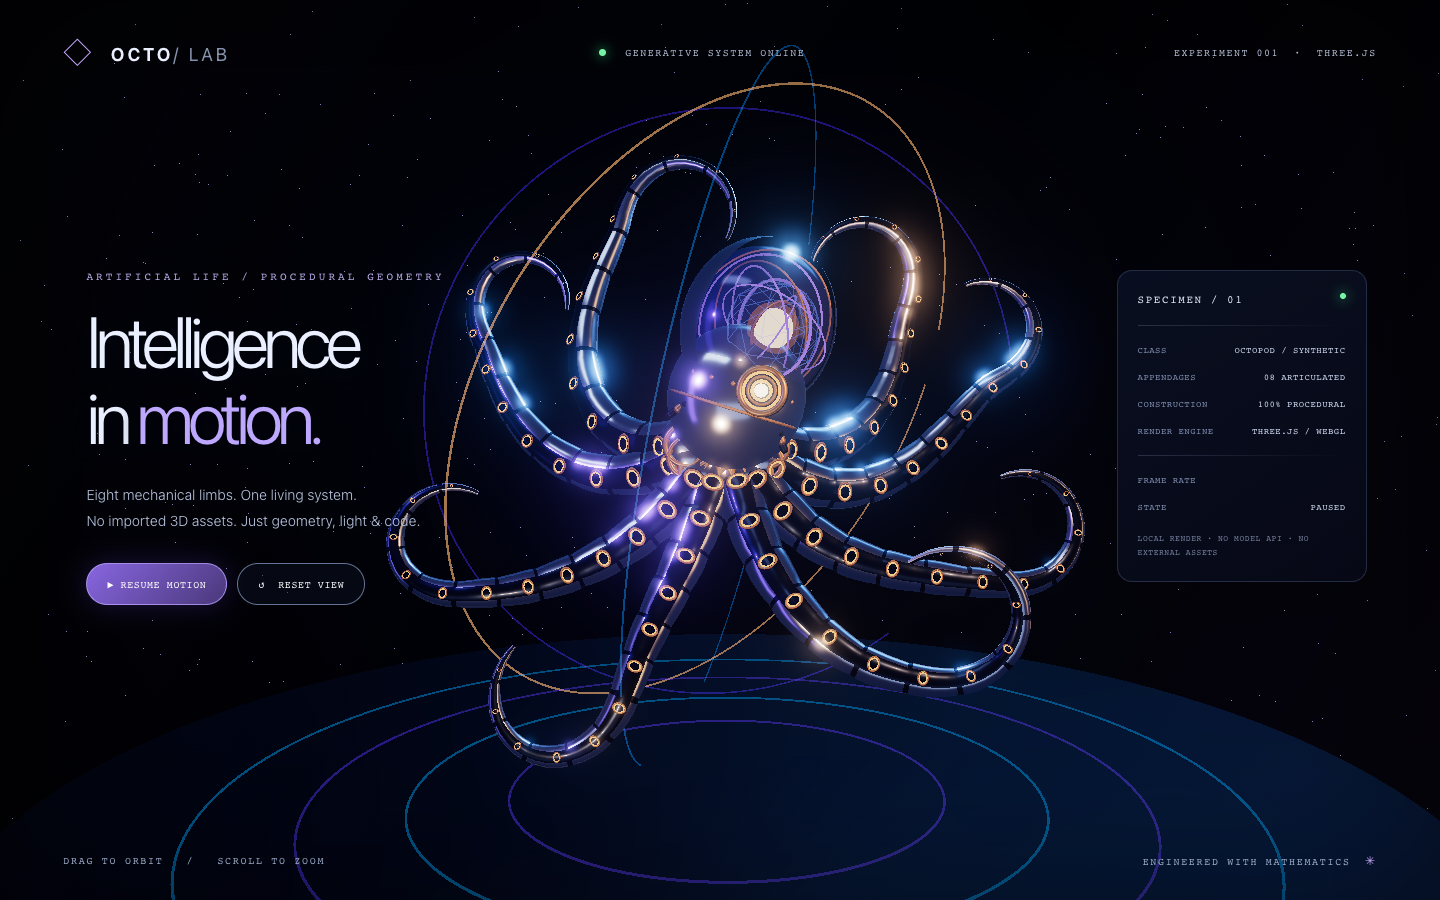 OCTO/ LAB
GENERATIVE SYSTEM ONLINE
EXPERIMENT 001 · THREE.JS
ARTIFICIAL LIFE / PROCEDURAL GEOMETRY
Intelligence
in motion.
Eight mechanical limbs. One living system.
No imported 3D assets. Just geometry, light & code.
▶ RESUME MOTION
↺ RESET VIEW
SPECIMEN / 01
CLASS OCTOPOD / SYNTHETIC
APPENDAGES 08 ARTICULATED
CONSTRUCTION 100% PROCEDURAL
RENDER ENGINE THREE.JS / WEBGL
FRAME RATE
STATE PAUSED
LOCAL RENDER · NO MODEL API · NO
EXTERNAL ASSETS
DRAG TO ORBIT / SCROLL TO ZOOM
ENGINEERED WITH MATHEMATICS ✳